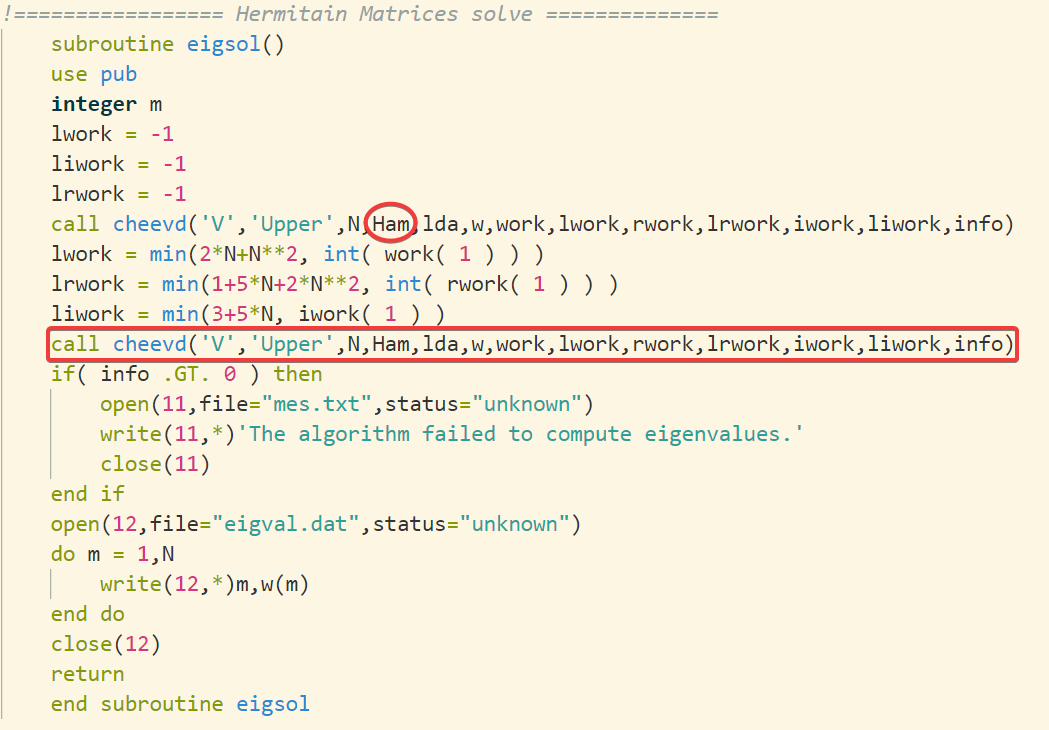 !================= Hermitain Matrices solve ==============
subroutine eigsol()
use pub
integer m
lwork = -1
liwork = -1
lrwork = -1
call cheevd('V','Upper',N,Ham,lda,w,work,lwork,rwork,lrwork,iwork,liwork,info)
lwork = min(2*N+N**2, int( work( 1 ) ) )
lrwork = min(1+5*N+2*N**2, int( rwork( 1 ) ) )
liwork = min(3+5*N, iwork( 1 ) )
call cheevd('V','Upper',N,Ham,lda,w,work,lwork,rwork,lrwork,iwork,liwork,info)
if( info .GT. 0 ) then
open(11,file="mes.txt",status="unknown")
write(11,*)'The algorithm failed to compute eigenvalues.'
close(11)
end if
open(12,file="eigval.dat",status="unknown")
do m = 1,N
write(12,*)m,w(m)
end do
close(12)
return
end subroutine eigsol